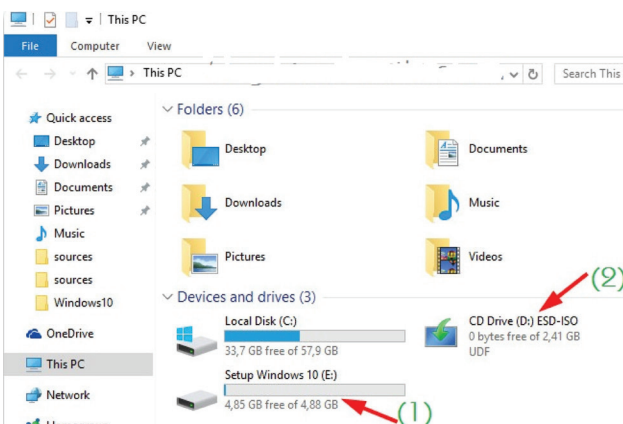 This PC
File Computer View
This PC Search This
Quick access
Desktop
Downloads
Documents
Pictures
Music
sources
sources
Windows10
OneDrive
This PC
Network
Folders (6)
Desktop Documents
Downloads Music
Pictures Videos
Devices and drives (3)
Local Disk (C:)
33,7 GB free of 57,9 GB
CD Drive (D:) ESD-ISO
0 bytes free of 2,41 GB
UDF
(2)
Setup Windows 10 (E:)
4,85 GB free of 4,88 GB
(1)